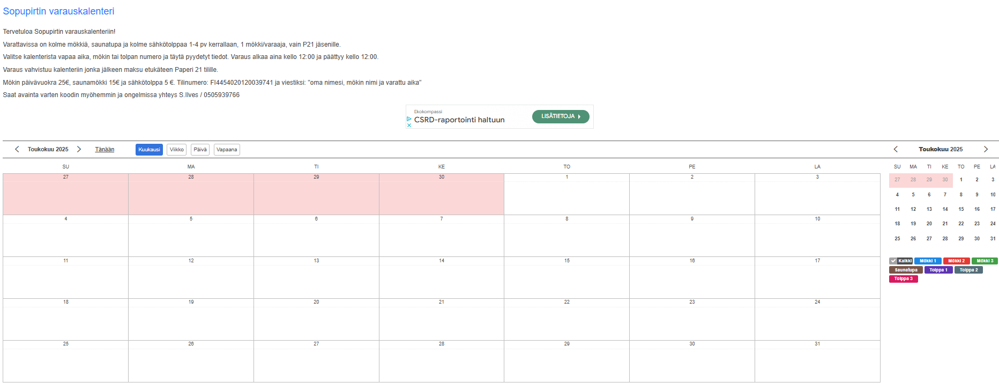 Sopupirtin varauskalenteri
Tervetuloa Sopupirtin varauskalenteriin!
Varattavissa on kolme mökkiä, saunatupa ja kolme sähkötolppaa 1-4 pv kerrallaan, 1 mökki/varaaja, vain P21 jäsenille.
Valitse kalenterista vapaa aika, mökin tai tolpan numero ja täytä pyydetyt tiedot. Varaus alkaa aina kello 12:00 ja päättyy kello 12:00.
Varaus vahvistuu kalenteriin jonka jälkeen maksu etukäteen Paperi 21 tilille.
Mökin päivävuokra 25€, saunamökki 15€ ja sähkötolppa 5 €. Tilinumero: FI4454020120039741 ja viestiksi: "oma nimesi, mökin nimi ja varattu aika"
Saat avainta varten koodin myöhemmin ja ongelmissa yhteys S.Ilves / 0505939766
Ekokompassi
CSRD-raportointi haltuun
LISÄTIETOJA
Toukokuu 2025 Tänään Kuukausi Viikko Päivä Vapaana
SU MA TI KE TO PE LA
27 28 29 30 1 2 3
4 5 6 7 8 9 10
11 12 13 14 15 16 17
18 19 20 21 22 23 24
25 26 27 28 29 30 31
Toukokuu 2025
SU MA TI KE TO PE LA
27 28 29 30 1 2 3
4 5 6 7 8 9 10
11 12 13 14 15 16 17
18 19 20 21 22 23 24
25 26 27 28 29 30 31
Kaikki Mökki 1 Mökki 2 Mökki 3
Saunatupa Tolppa 1 Tolppa 2
Tolppa 3